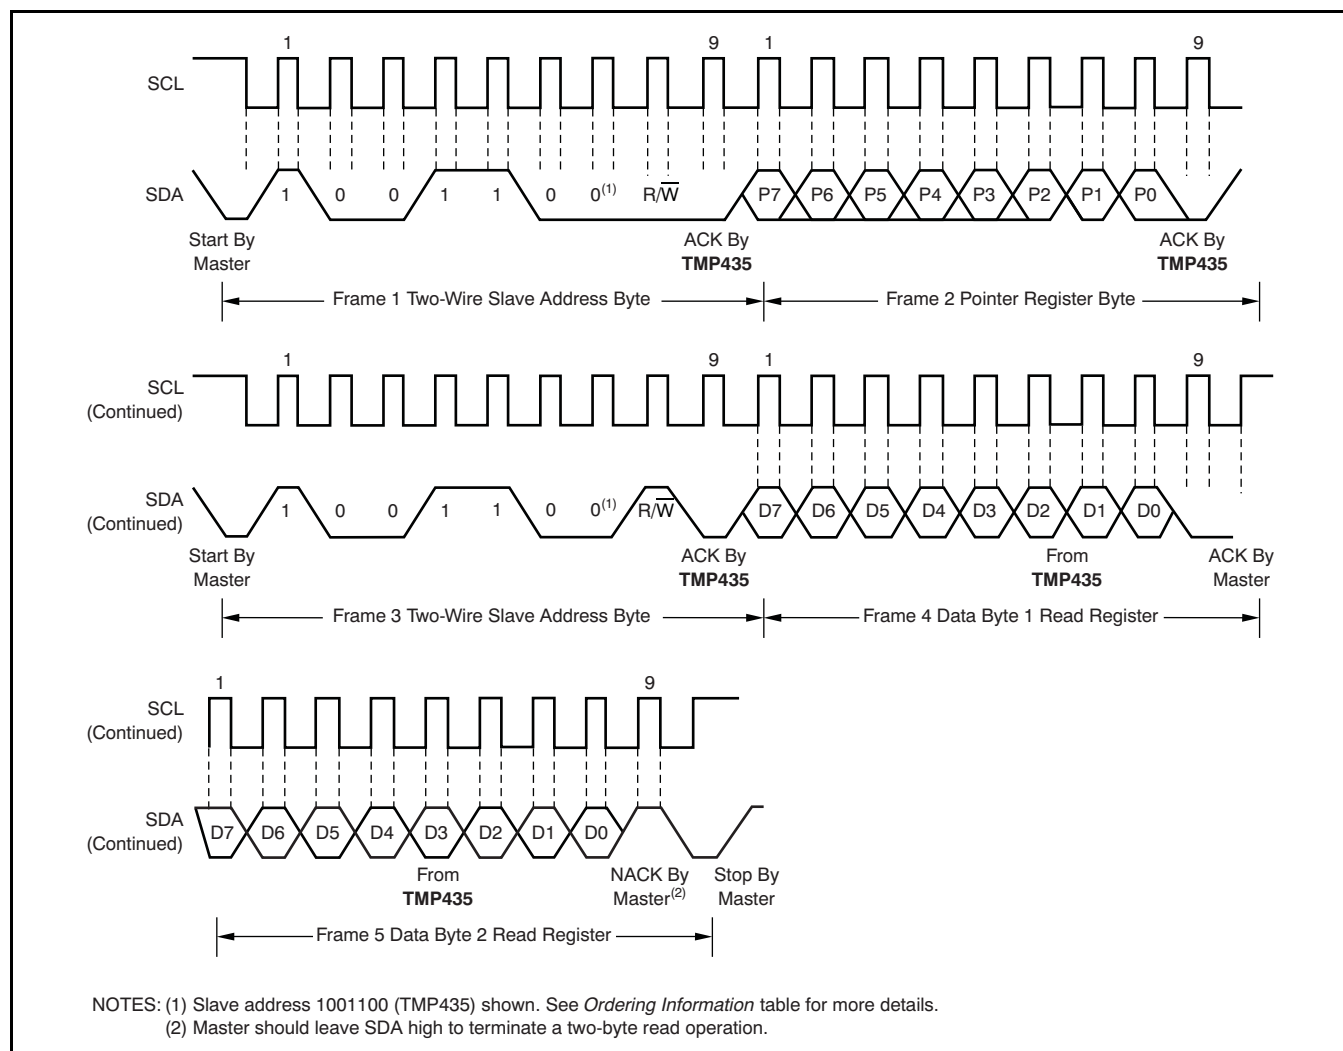 1 9 1 9
SCL
SDA 1 0 0 1 1 0 0(1) R/W̅ P7 P6 P5 P4 P3 P2 P1 P0
Start By Master
ACK By TMP435
ACK By TMP435
Frame 1 Two-Wire Slave Address Byte
Frame 2 Pointer Register Byte
1 9 1 9
SCL
(Continued)
SDA
(Continued)
1 0 0 1 1 0 0(1) R/W̅ D7 D6 D5 D4 D3 D2 D1 D0
Start By Master
ACK By TMP435
From TMP435
ACK By Master
Frame 3 Two-Wire Slave Address Byte
Frame 4 Data Byte 1 Read Register
1 9
SCL
(Continued)
SDA
(Continued)
D7 D6 D5 D4 D3 D2 D1 D0
From TMP435
NACK By Master(2)
Stop By Master
Frame 5 Data Byte 2 Read Register
NOTES: (1) Slave address 1001100 (TMP435) shown. See Ordering Information table for more details.
(2) Master should leave SDA high to terminate a two-byte read operation.